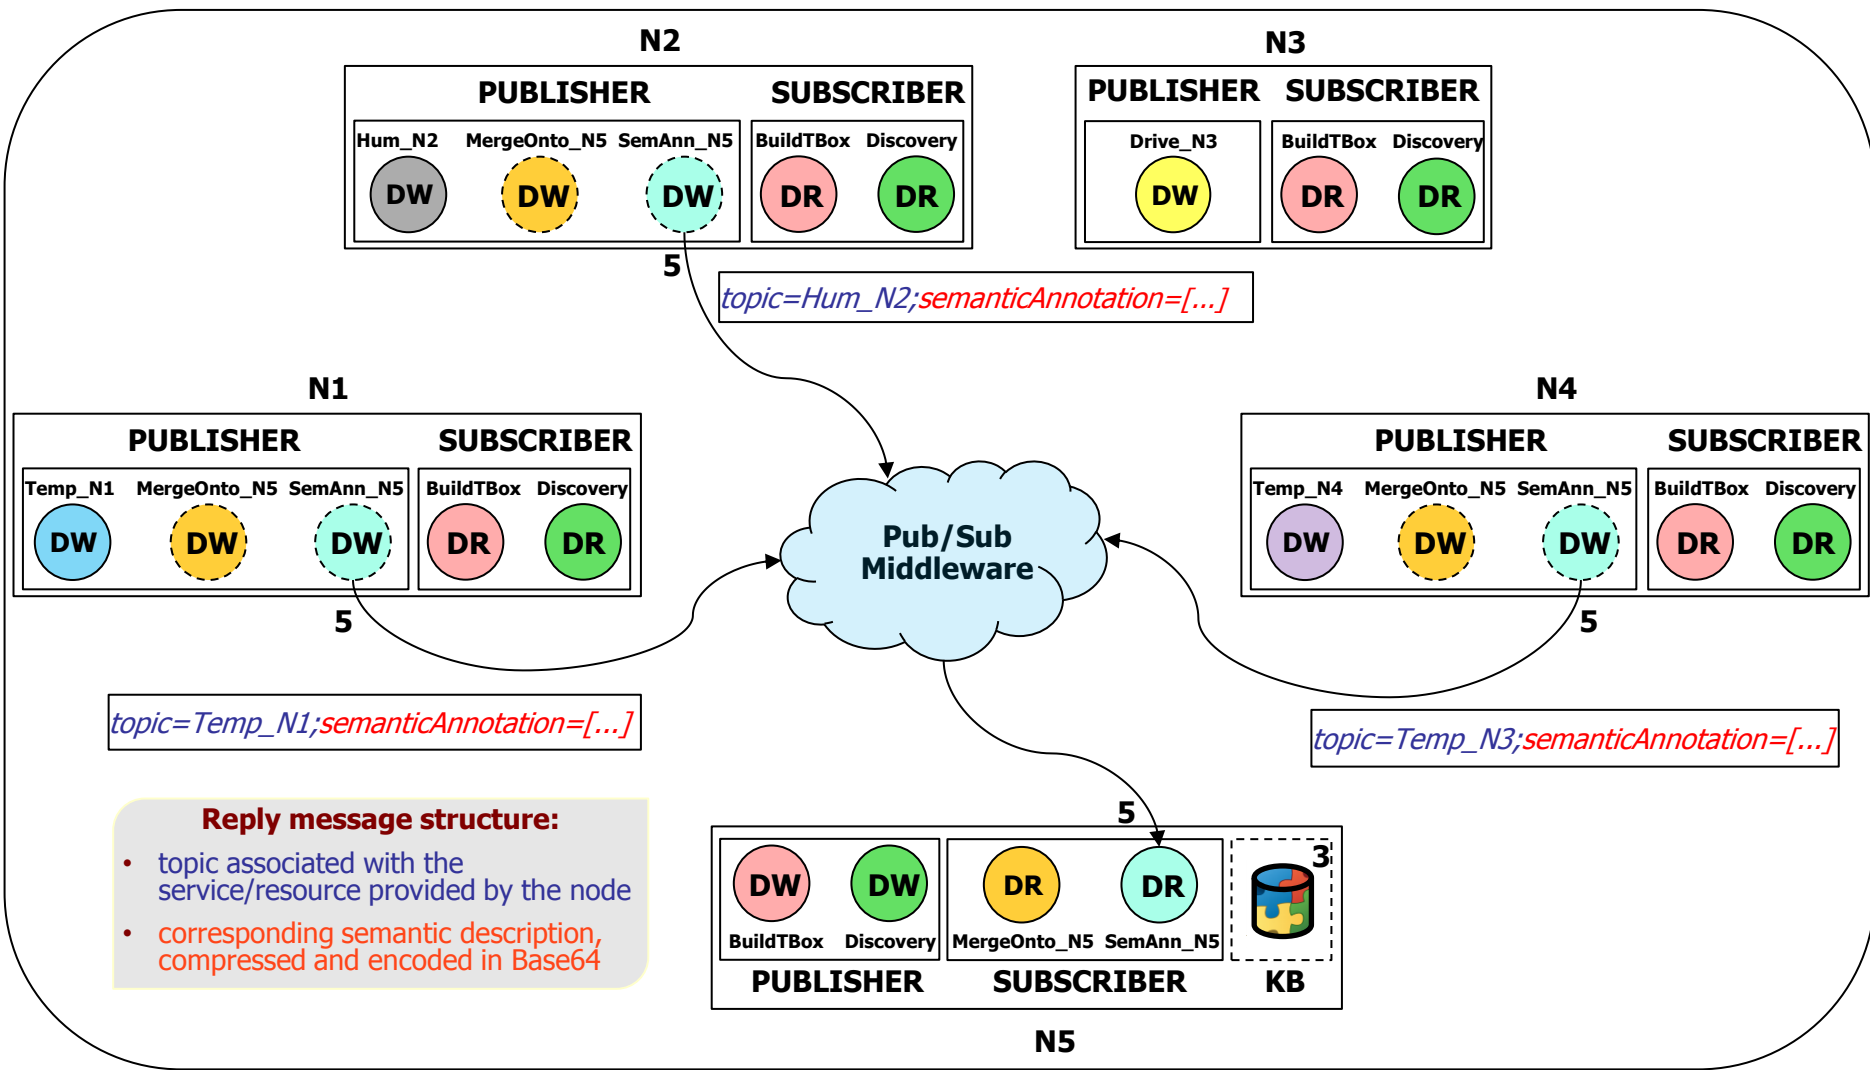 N2
PUBLISHER SUBSCRIBER
Hum_N2 MergeOnto_N5 SemAnn_N5 BuildTBox Discovery
DW DW DW DR DR
5
topic=Hum_N2;semanticAnnotation=[...]
N3
PUBLISHER SUBSCRIBER
Drive_N3 BuildTBox Discovery
DW DR DR
N1
PUBLISHER SUBSCRIBER
Temp_N1 MergeOnto_N5 SemAnn_N5 BuildTBox Discovery
DW DW DW DR DR
5
topic=Temp_N1;semanticAnnotation=[...]
Pub/Sub
Middleware
N4
PUBLISHER SUBSCRIBER
Temp_N4 MergeOnto_N5 SemAnn_N5 BuildTBox Discovery
DW DW DW DR DR
5
topic=Temp_N3;semanticAnnotation=[...]
Reply message structure:
• topic associated with the
service/resource provided by the node
• corresponding semantic description,
compressed and encoded in Base64
5
3
DW DW DR DR
BuildTBox Discovery MergeOnto_N5 SemAnn_N5
PUBLISHER SUBSCRIBER KB
N5